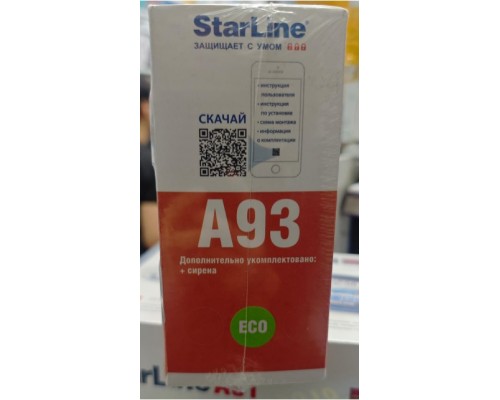 StarLine®
ЗАЩИЩАЕТ С УМОМ
СКАЧАЙ
• инструкция
пользователя
• инструкция
по установке
• схема монтажа
• информация
о комплектации
A93
Дополнительно укомплектовано:
+ сирена
ECO